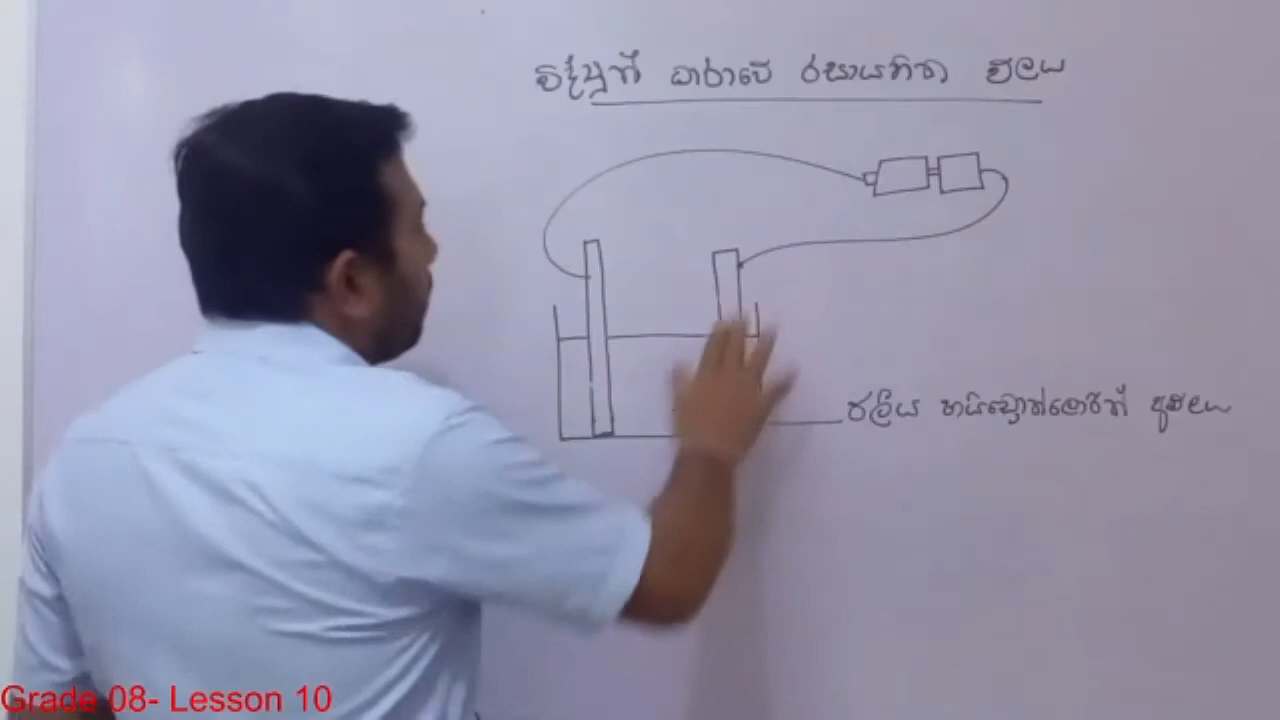 විද්‍යුත් ධාරාවේ රසායනික ඵලය
ජලීය හයිඩ්‍රොක්ලොරික් අම්ලය
Grade 08- Lesson 10